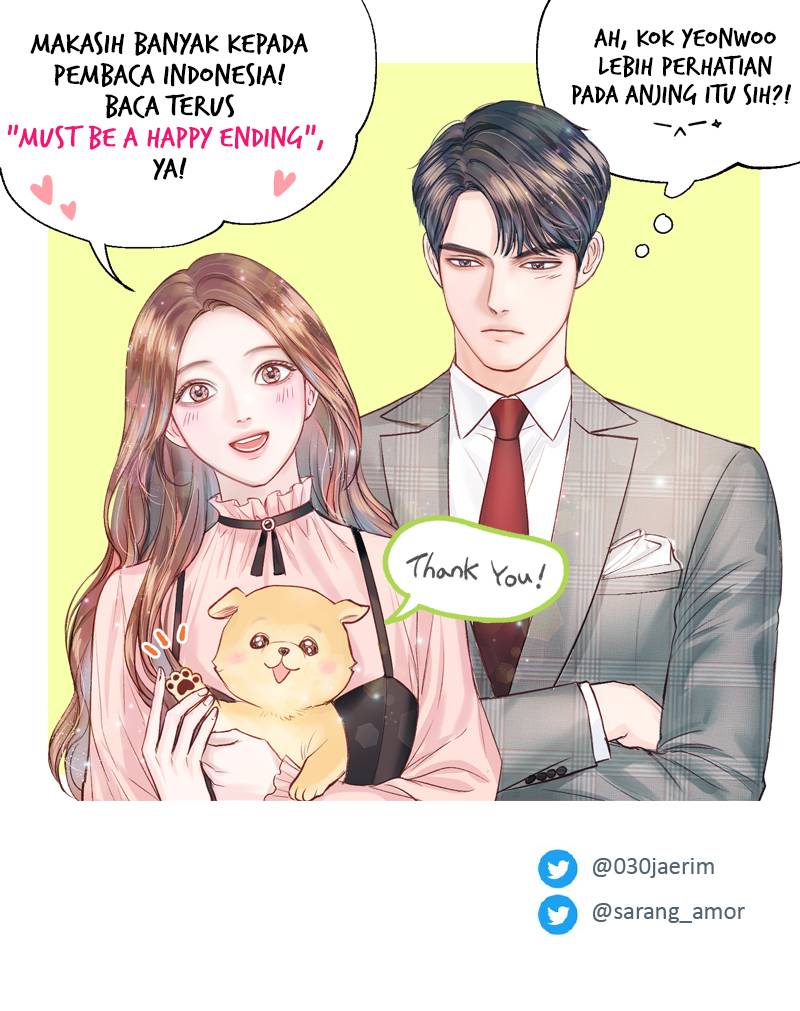 MAKASIH BANYAK KEPADA
PEMBACA INDONESIA!
BACA TERUS
"MUST BE A HAPPY ENDING",
YA!
AH, KOK YEONWOO
LEBIH PERHATIAN
PADA ANJING ITU SIH?!
Thank You!
@030jaerim
@sarang_amor